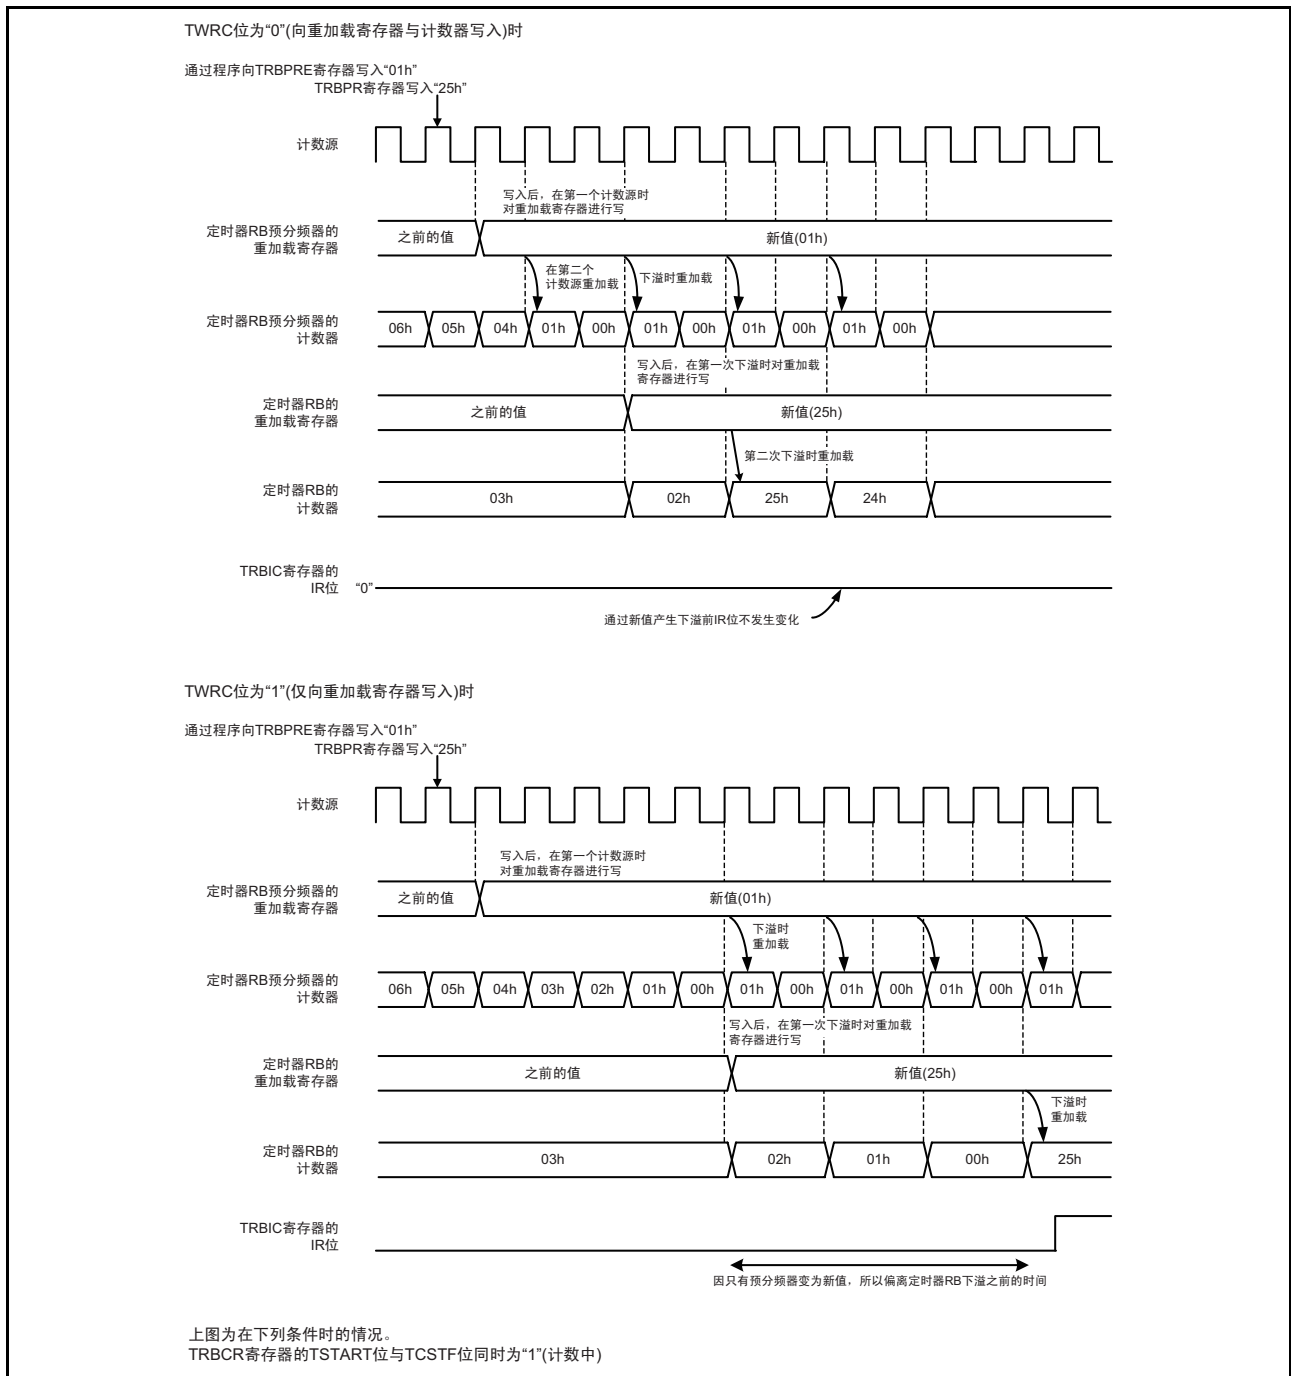 TWRC位为“0”(向重加载寄存器与计数器写入)时
通过程序向TRBPRE寄存器写入“01h”
TRBPR寄存器写入“25h”
计数源
写入后，在第一个计数源时
对重加载寄存器进行写
定时器RB预分频器的
重加载寄存器
之前的值
新值(01h)
在第二个
计数源重加载
下溢时重加载
定时器RB预分频器的
计数器
06h 05h 04h 01h 00h 01h 00h 01h 00h 01h 00h
写入后，在第一次下溢时对重加载
寄存器进行写
定时器RB的
重加载寄存器
之前的值
新值(25h)
第二次下溢时重加载
定时器RB的
计数器
03h 02h 25h 24h
TRBIC寄存器的
IR位 “0”
通过新值产生下溢前IR位不发生变化
TWRC位为“1”(仅向重加载寄存器写入)时
通过程序向TRBPRE寄存器写入“01h”
TRBPR寄存器写入“25h”
计数源
写入后，在第一个计数源时
对重加载寄存器进行写
定时器RB预分频器的
重加载寄存器
之前的值
新值(01h)
下溢时
重加载
定时器RB预分频器的
计数器
06h 05h 04h 03h 02h 01h 00h 01h 00h 01h 00h 01h 00h 01h
写入后，在第一次下溢时对重加载
寄存器进行写
定时器RB的
重加载寄存器
之前的值
新值(25h)
下溢时
重加载
定时器RB的
计数器
03h 02h 01h 00h 25h
TRBIC寄存器的
IR位
因只有预分频器变为新值，所以偏离定时器RB下溢之前的时间
上图为在下列条件时的情况。
TRBCR寄存器的TSTART位与TCSTF位同时为“1”(计数中)